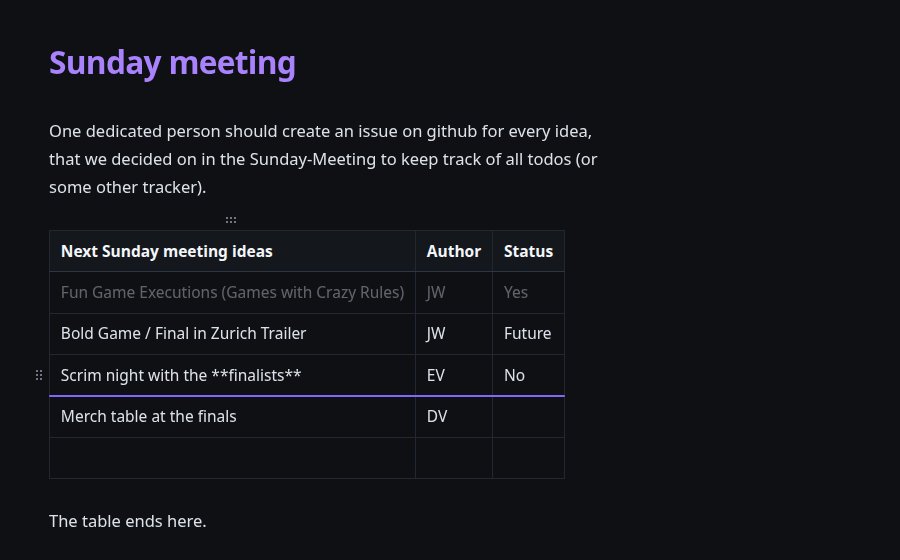 Sunday meeting
One dedicated person should create an issue on github for every idea,
that we decided on in the Sunday-Meeting to keep track of all todos (or
some other tracker).
Next Sunday meeting ideas Author Status
Fun Game Executions (Games with Crazy Rules) JW Yes
Bold Game / Final in Zurich Trailer JW Future
Scrim night with the **finalists** EV No
Merch table at the finals DV
The table ends here.